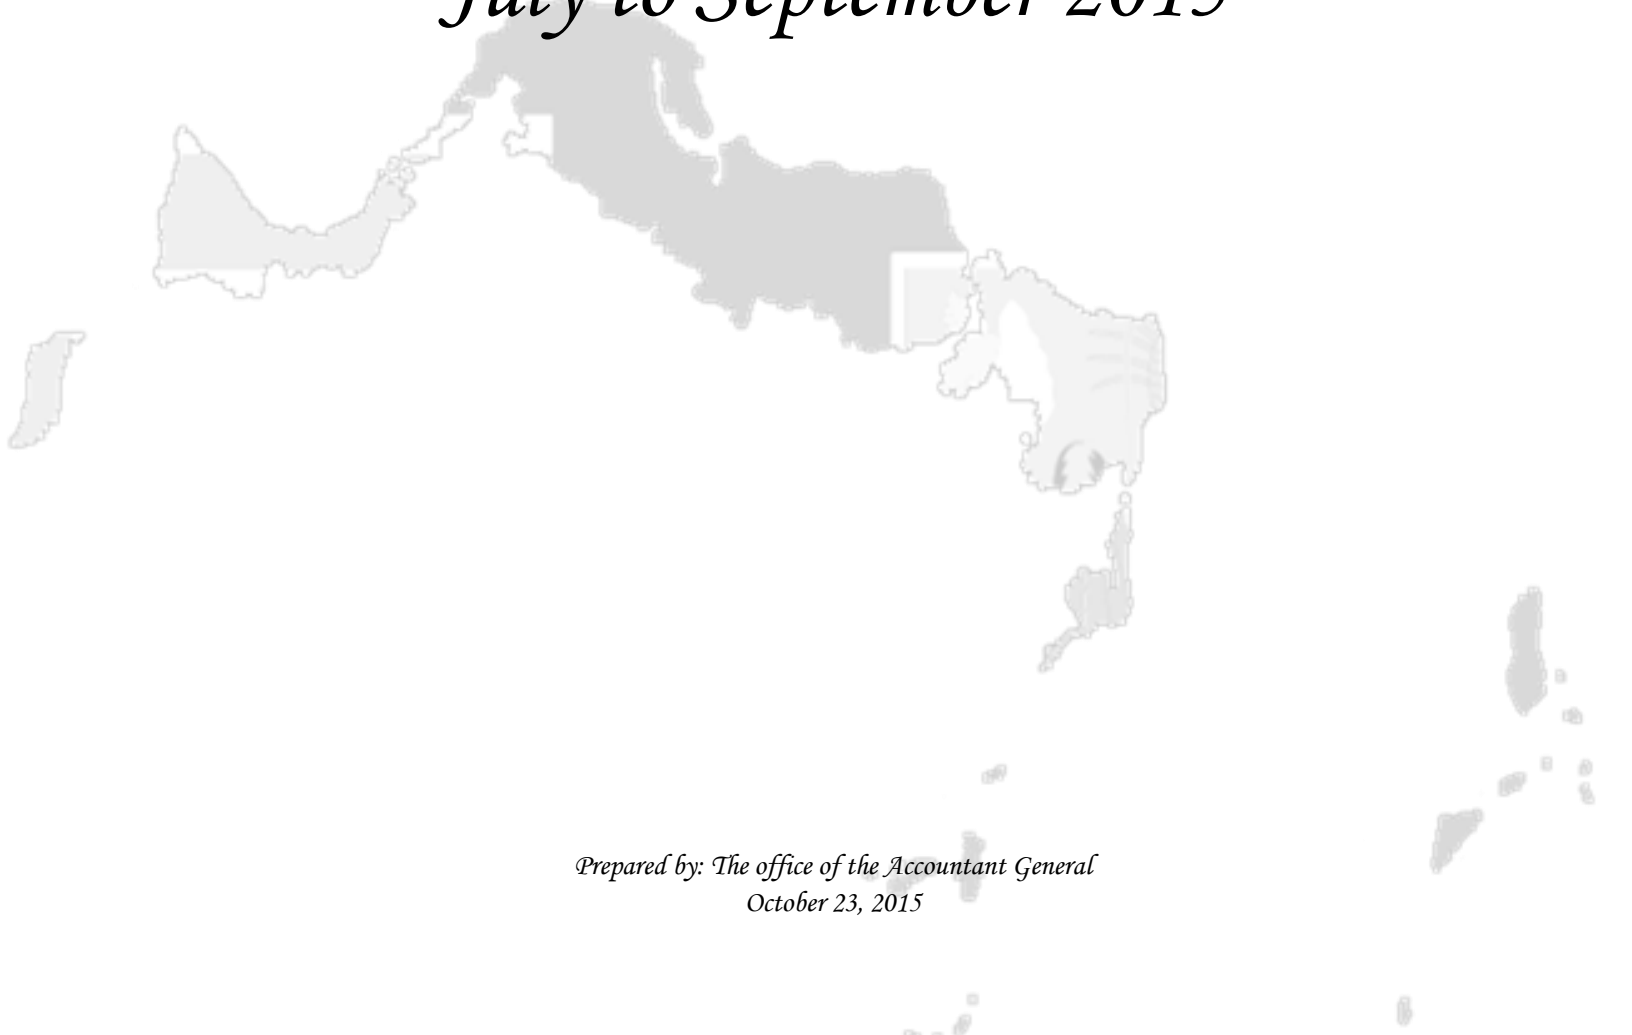 July to September 2015
Prepared by: The office of the Accountant General
October 23, 2015